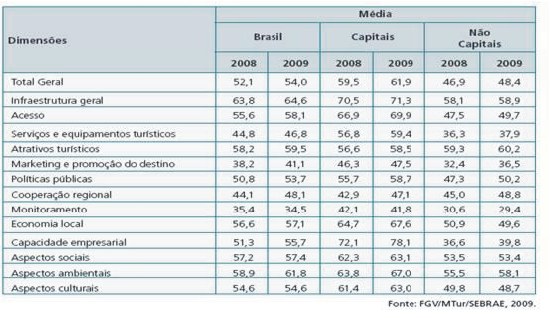 Dimensões Média
Brasil Capitais Não Capitais
2008 2009 2008 2009 2008 2009
Total Geral 52,1 54,0 59,5 61,9 46,9 48,4
Infraestrutura geral 63,8 64,6 70,5 71,3 58,1 58,9
Acesso 55,6 58,1 66,9 69,9 47,5 49,7
Serviços e equipamentos turísticos 44,8 46,8 56,8 59,4 36,3 37,9
Atrativos turísticos 58,2 59,5 56,6 58,5 59,3 60,2
Marketing e promoção do destino 38,2 41,1 46,3 47,5 32,4 36,5
Políticas públicas 50,8 53,7 55,7 58,7 47,3 50,2
Cooperação regional 44,1 48,1 42,9 47,1 45,0 48,8
Monitoramento 35,4 34,5 42,1 41,8 30,6 29,4
Economia local 56,6 57,1 64,7 67,6 50,9 49,6
Capacidade empresarial 51,3 55,7 72,1 78,1 36,6 39,8
Aspectos sociais 57,2 57,4 62,3 63,1 53,5 53,4
Aspectos ambientais 58,9 61,8 63,8 67,0 55,5 58,1
Aspectos culturais 54,6 54,6 61,4 63,0 49,8 48,7
Fonte: FGV/MTur/SEBRAE, 2009.